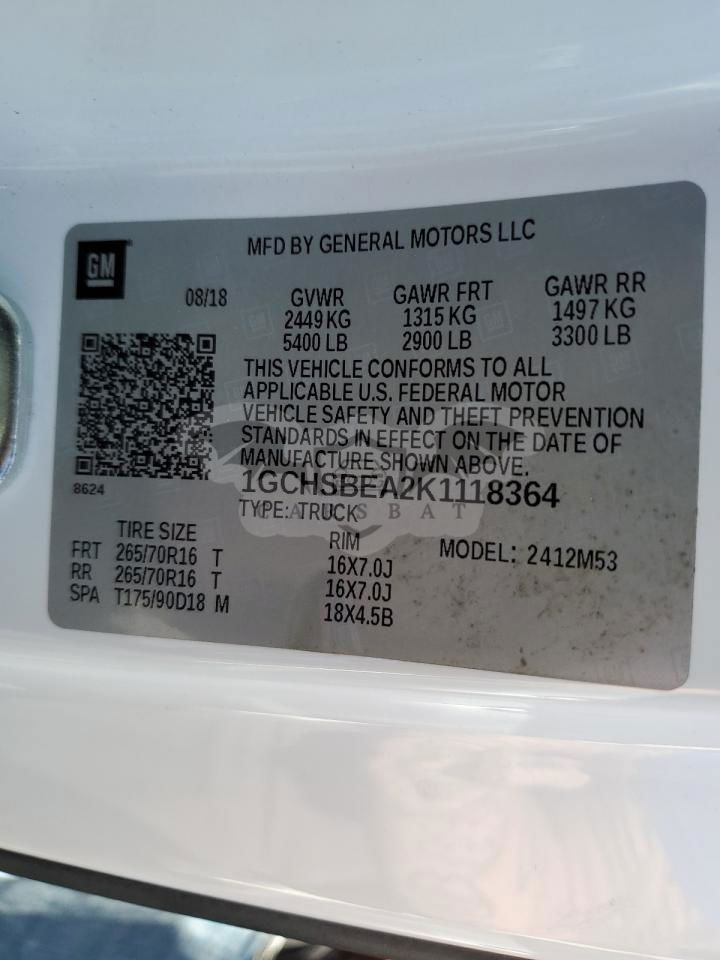 MFD BY GENERAL MOTORS LLC
GM
08/18 GVWR GAWR FRT GAWR RR
2449 KG 1315 KG 1497 KG
5400 LB 2900 LB 3300 LB
THIS VEHICLE CONFORMS TO ALL
APPLICABLE U.S. FEDERAL MOTOR
VEHICLE SAFETY AND THEFT PREVENTION
STANDARDS IN EFFECT ON THE DATE OF
MANUFACTURE SHOWN ABOVE.
8624
1GCHSBEA2K1118364
CARSBAT
TYPE: TRUCK
TIRE SIZE RIM MODEL: 2412M53
FRT 265/70R16 T 16X7.0J
RR 265/70R16 T 16X7.0J
SPA T175/90D18 M 18X4.5B